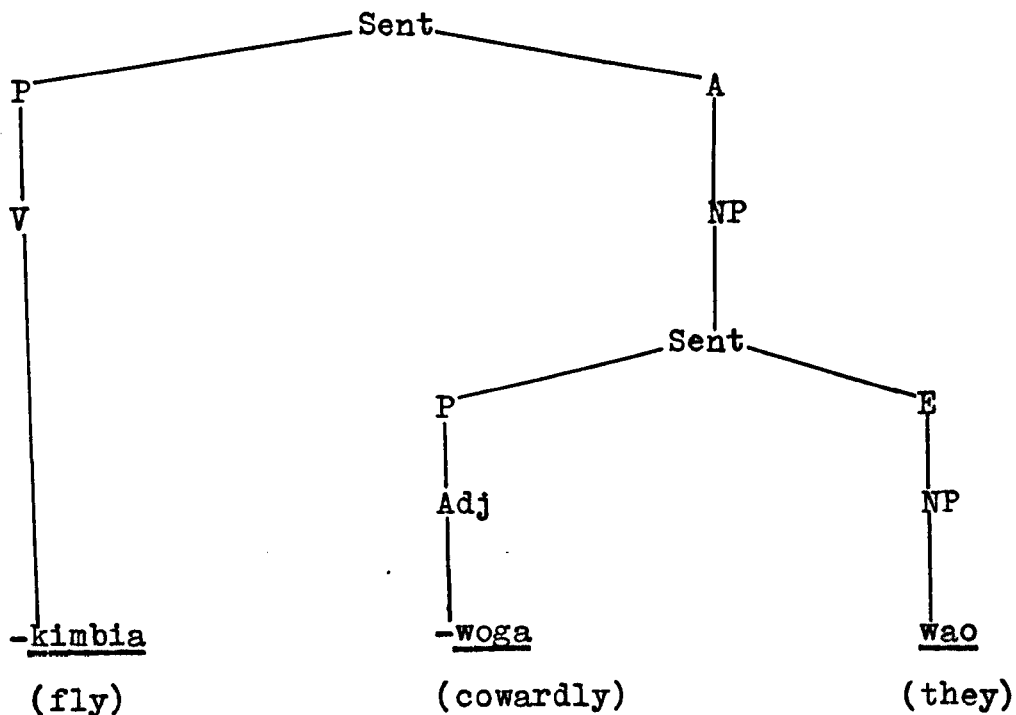 Sent
P A
V NP
Sent
P E
Adj NP
-kimbia -woga wao
(fly) (cowardly) (they)